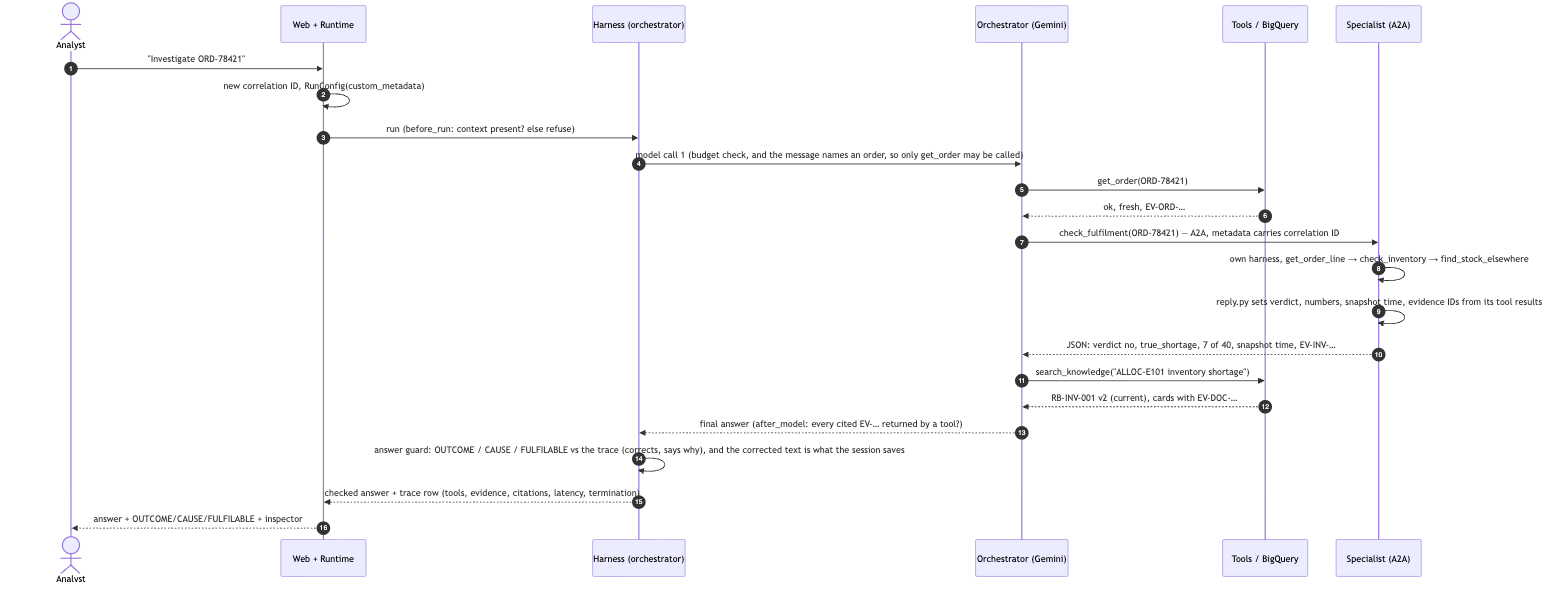 Analyst
Web + Runtime
Harness (orchestrator)
Orchestrator (Gemini)
Tools / BigQuery
Specialist (A2A)
1
"Investigate ORD-78421"
new correlation ID, RunConfig(custom_metadata)
2
run (before_run: context present? else refuse)
3
model call 1 (budget check, and the message names an order, so only get_order may be called)
4
get_order(ORD-78421)
5
ok, fresh, EV-ORD-…
6
check_fulfilment(ORD-78421) — A2A, metadata carries correlation ID
7
own harness, get_order_line → check_inventory → find_stock_elsewhere
8
reply.py sets verdict, numbers, snapshot time, evidence IDs from its tool results
9
JSON: verdict no, true_shortage, 7 of 40, snapshot time, EV-INV-…
10
search_knowledge("ALLOC-E101 inventory shortage")
11
RB-INV-001 v2 (current), cards with EV-DOC-…
12
final answer (after_model: every cited EV-… returned by a tool?)
13
answer guard: OUTCOME / CAUSE / FULFILABLE vs the trace (corrects, says why), and the corrected text is what the session saves
14
checked answer + trace row (tools, evidence, citations, latency, termination)
15
answer + OUTCOME/CAUSE/FULFILABLE + inspector
16
Analyst
Web + Runtime
Harness (orchestrator)
Orchestrator (Gemini)
Tools / BigQuery
Specialist (A2A)